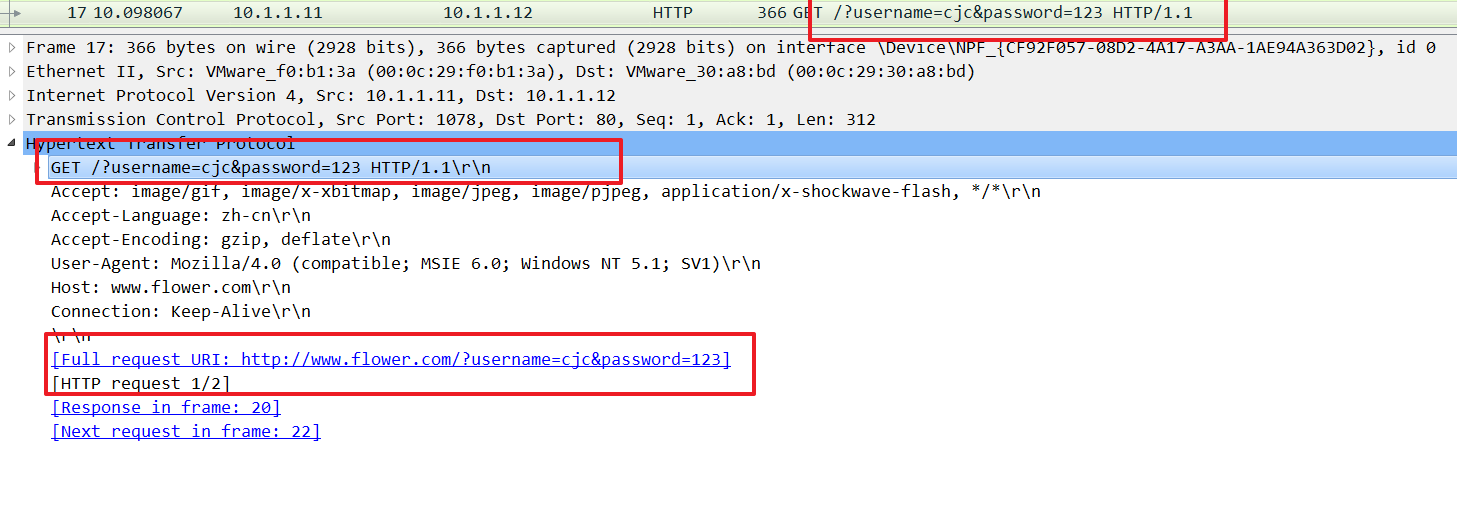 17 10.098067 10.1.1.11 10.1.1.12 HTTP 366 GET /?username=cjc&password=123 HTTP/1.1
Frame 17: 366 bytes on wire (2928 bits), 366 bytes captured (2928 bits) on interface \Device\NPF_{CF92F057-08D2-4A17-A3AA-1AE94A363D02}, id 0
Ethernet II, Src: VMware_f0:b1:3a (00:0c:29:f0:b1:3a), Dst: VMware_30:a8:bd (00:0c:29:30:a8:bd)
Internet Protocol Version 4, Src: 10.1.1.11, Dst: 10.1.1.12
Transmission Control Protocol, Src Port: 1078, Dst Port: 80, Seq: 1, Ack: 1, Len: 312
Hypertext Transfer Protocol
GET /?username=cjc&password=123 HTTP/1.1\r\n
Accept: image/gif, image/x-xbitmap, image/jpeg, image/pjpeg, application/x-shockwave-flash, */*\r\n
Accept-Language: zh-cn\r\n
Accept-Encoding: gzip, deflate\r\n
User-Agent: Mozilla/4.0 (compatible; MSIE 6.0; Windows NT 5.1; SV1)\r\n
Host: www.flower.com\r\n
Connection: Keep-Alive\r\n
\r\n
[Full request URI: http://www.flower.com/?username=cjc&password=123]
[HTTP request 1/2]
[Response in frame: 20]
[Next request in frame: 22]